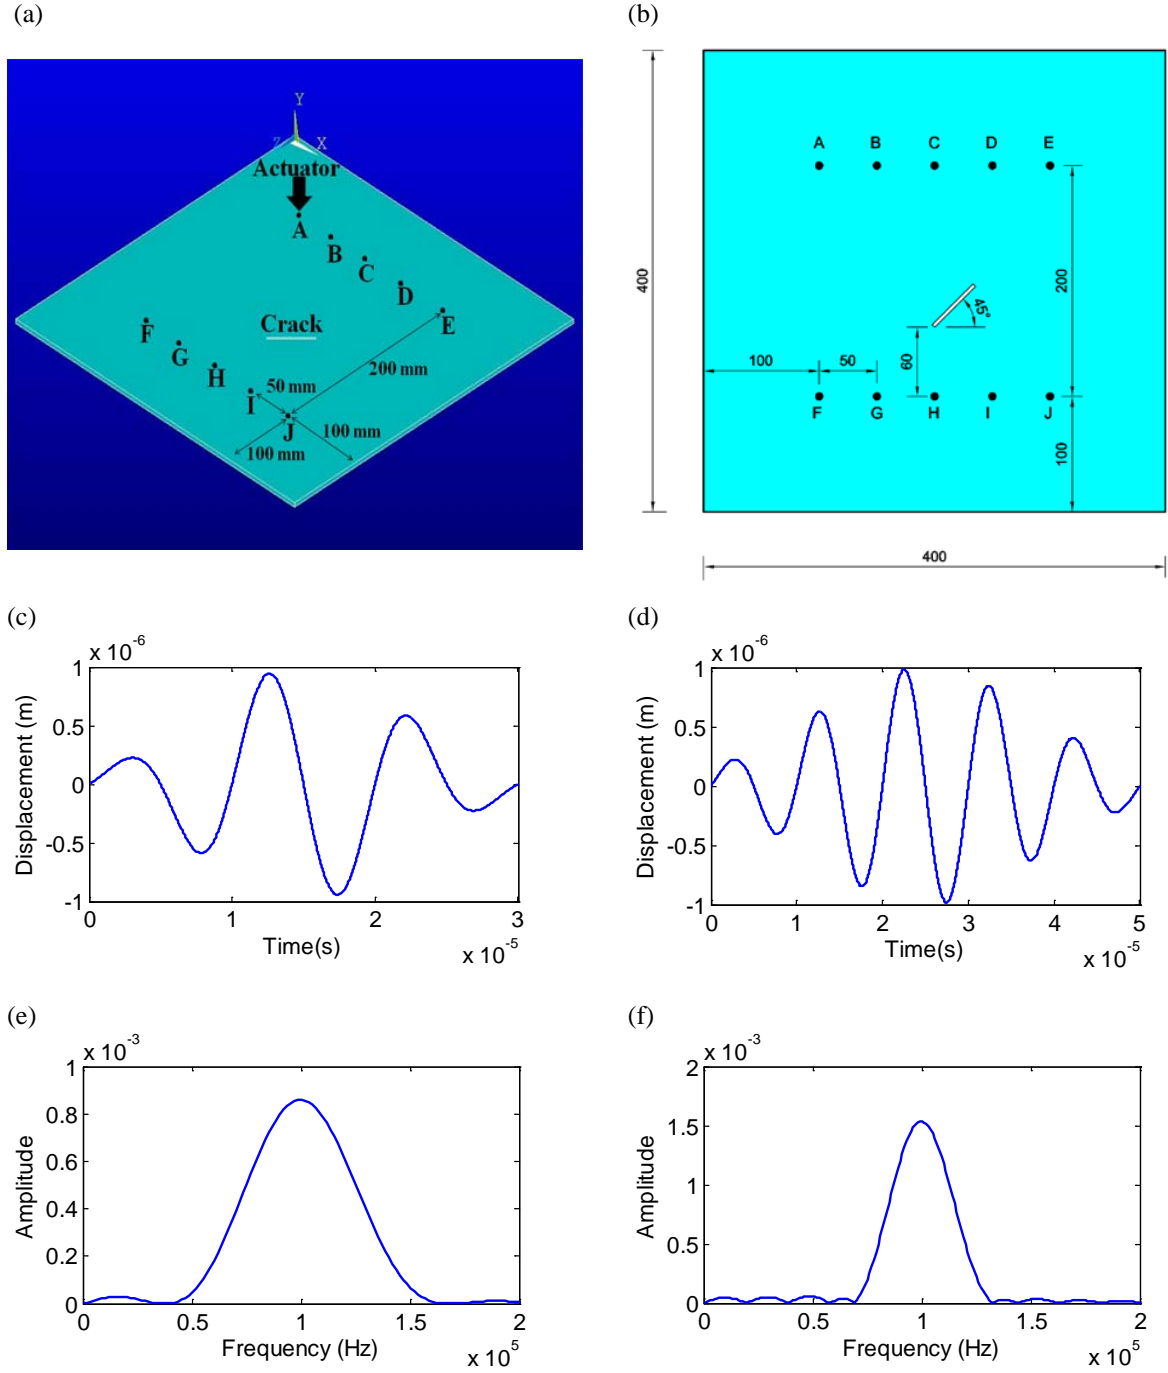 (a)
(b)
Y
Z
X
Actuator
A
B
C
D
E
F
G
H
I
J
Crack
200 mm
50 mm
100 mm
100 mm
A B C D E
400
200
45°
60
100
50
F G H I J
100
400
(c)
(d)
x 10^-6
1
0.5
0
-0.5
-1
Displacement (m)
0 1 2 3
Time(s)
x 10^-5
x 10^-6
1
0.5
0
-0.5
-1
Displacement (m)
0 1 2 3 4 5
Time(s)
x 10^-5
(e)
(f)
x 10^-3
1
0.8
0.6
0.4
0.2
0
Amplitude
0 0.5 1 1.5 2
Frequency (Hz)
x 10^5
x 10^-3
2
1.5
1
0.5
0
Amplitude
0 0.5 1 1.5 2
Frequency (Hz)
x 10^5